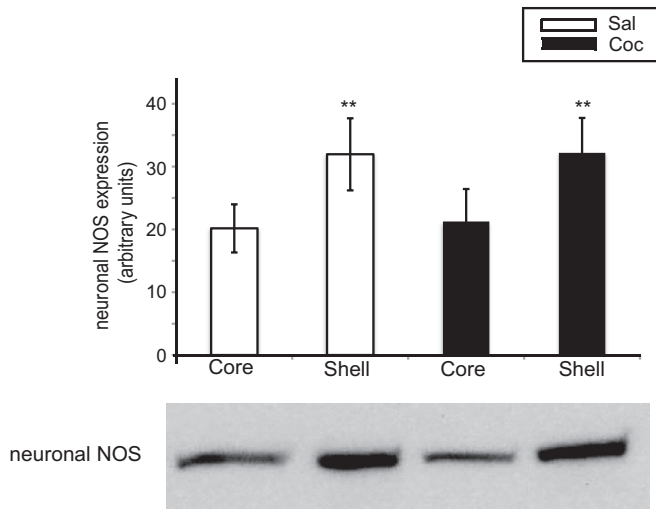 Sal
Coc
neuronal NOS expression
(arbitrary units)
40
30
20
10
0
**
**
Core
Shell
Core
Shell
neuronal NOS